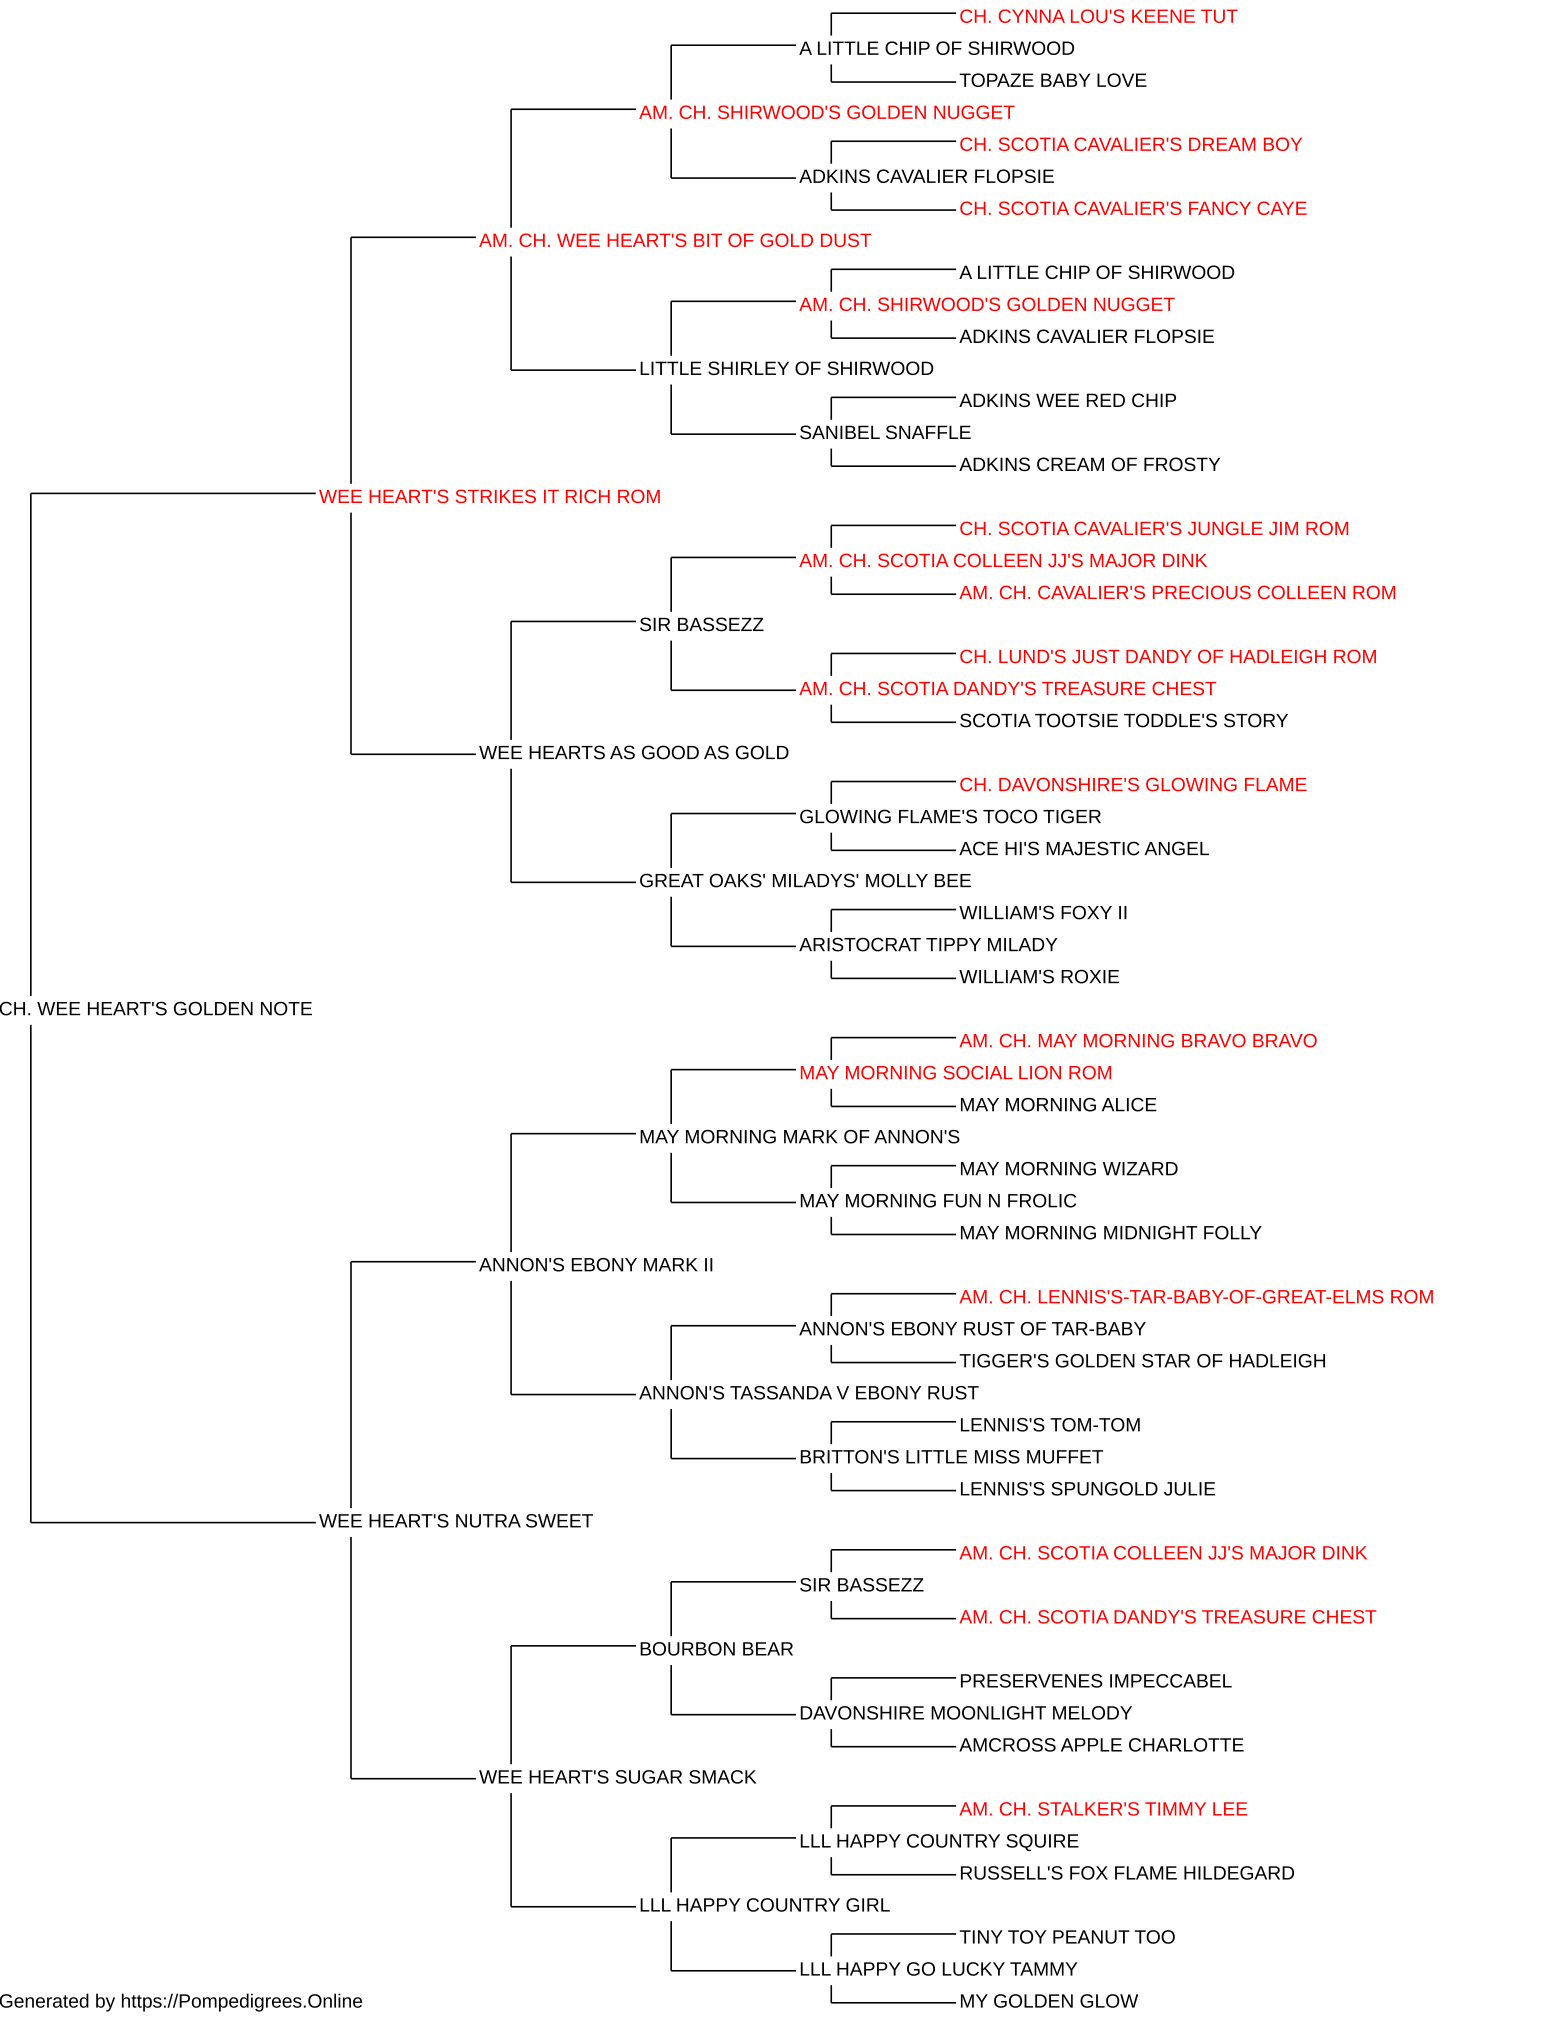 CH. CYNNA LOU'S KEENE TUT
A LITTLE CHIP OF SHIRWOOD
TOPAZE BABY LOVE
AM. CH. SHIRWOOD'S GOLDEN NUGGET
CH. SCOTIA CAVALIER'S DREAM BOY
ADKINS CAVALIER FLOPSIE
CH. SCOTIA CAVALIER'S FANCY CAYE
AM. CH. WEE HEART'S BIT OF GOLD DUST
A LITTLE CHIP OF SHIRWOOD
AM. CH. SHIRWOOD'S GOLDEN NUGGET
ADKINS CAVALIER FLOPSIE
LITTLE SHIRLEY OF SHIRWOOD
ADKINS WEE RED CHIP
SANIBEL SNAFFLE
ADKINS CREAM OF FROSTY
WEE HEART'S STRIKES IT RICH ROM
CH. SCOTIA CAVALIER'S JUNGLE JIM ROM
AM. CH. SCOTIA COLLEEN JJ'S MAJOR DINK
AM. CH. CAVALIER'S PRECIOUS COLLEEN ROM
SIR BASSEZZ
CH. LUND'S JUST DANDY OF HADLEIGH ROM
AM. CH. SCOTIA DANDY'S TREASURE CHEST
SCOTIA TOOTSIE TODDLE'S STORY
WEE HEARTS AS GOOD AS GOLD
CH. DAVONSHIRE'S GLOWING FLAME
GLOWING FLAME'S TOCO TIGER
ACE HI'S MAJESTIC ANGEL
GREAT OAKS' MILADYS' MOLLY BEE
WILLIAM'S FOXY II
ARISTOCRAT TIPPY MILADY
WILLIAM'S ROXIE
CH. WEE HEART'S GOLDEN NOTE
AM. CH. MAY MORNING BRAVO BRAVO
MAY MORNING SOCIAL LION ROM
MAY MORNING ALICE
MAY MORNING MARK OF ANNON'S
MAY MORNING WIZARD
MAY MORNING FUN N FROLIC
MAY MORNING MIDNIGHT FOLLY
ANNON'S EBONY MARK II
AM. CH. LENNIS'S-TAR-BABY-OF-GREAT-ELMS ROM
ANNON'S EBONY RUST OF TAR-BABY
TIGGER'S GOLDEN STAR OF HADLEIGH
ANNON'S TASSANDA V EBONY RUST
LENNIS'S TOM-TOM
BRITTON'S LITTLE MISS MUFFET
LENNIS'S SPUNGOLD JULIE
WEE HEART'S NUTRA SWEET
AM. CH. SCOTIA COLLEEN JJ'S MAJOR DINK
SIR BASSEZZ
AM. CH. SCOTIA DANDY'S TREASURE CHEST
BOURBON BEAR
PRESERVENES IMPECCABEL
DAVONSHIRE MOONLIGHT MELODY
AMCROSS APPLE CHARLOTTE
WEE HEART'S SUGAR SMACK
AM. CH. STALKER'S TIMMY LEE
LLL HAPPY COUNTRY SQUIRE
RUSSELL'S FOX FLAME HILDEGARD
LLL HAPPY COUNTRY GIRL
TINY TOY PEANUT TOO
LLL HAPPY GO LUCKY TAMMY
MY GOLDEN GLOW
Generated by https://Pompedigrees.Online